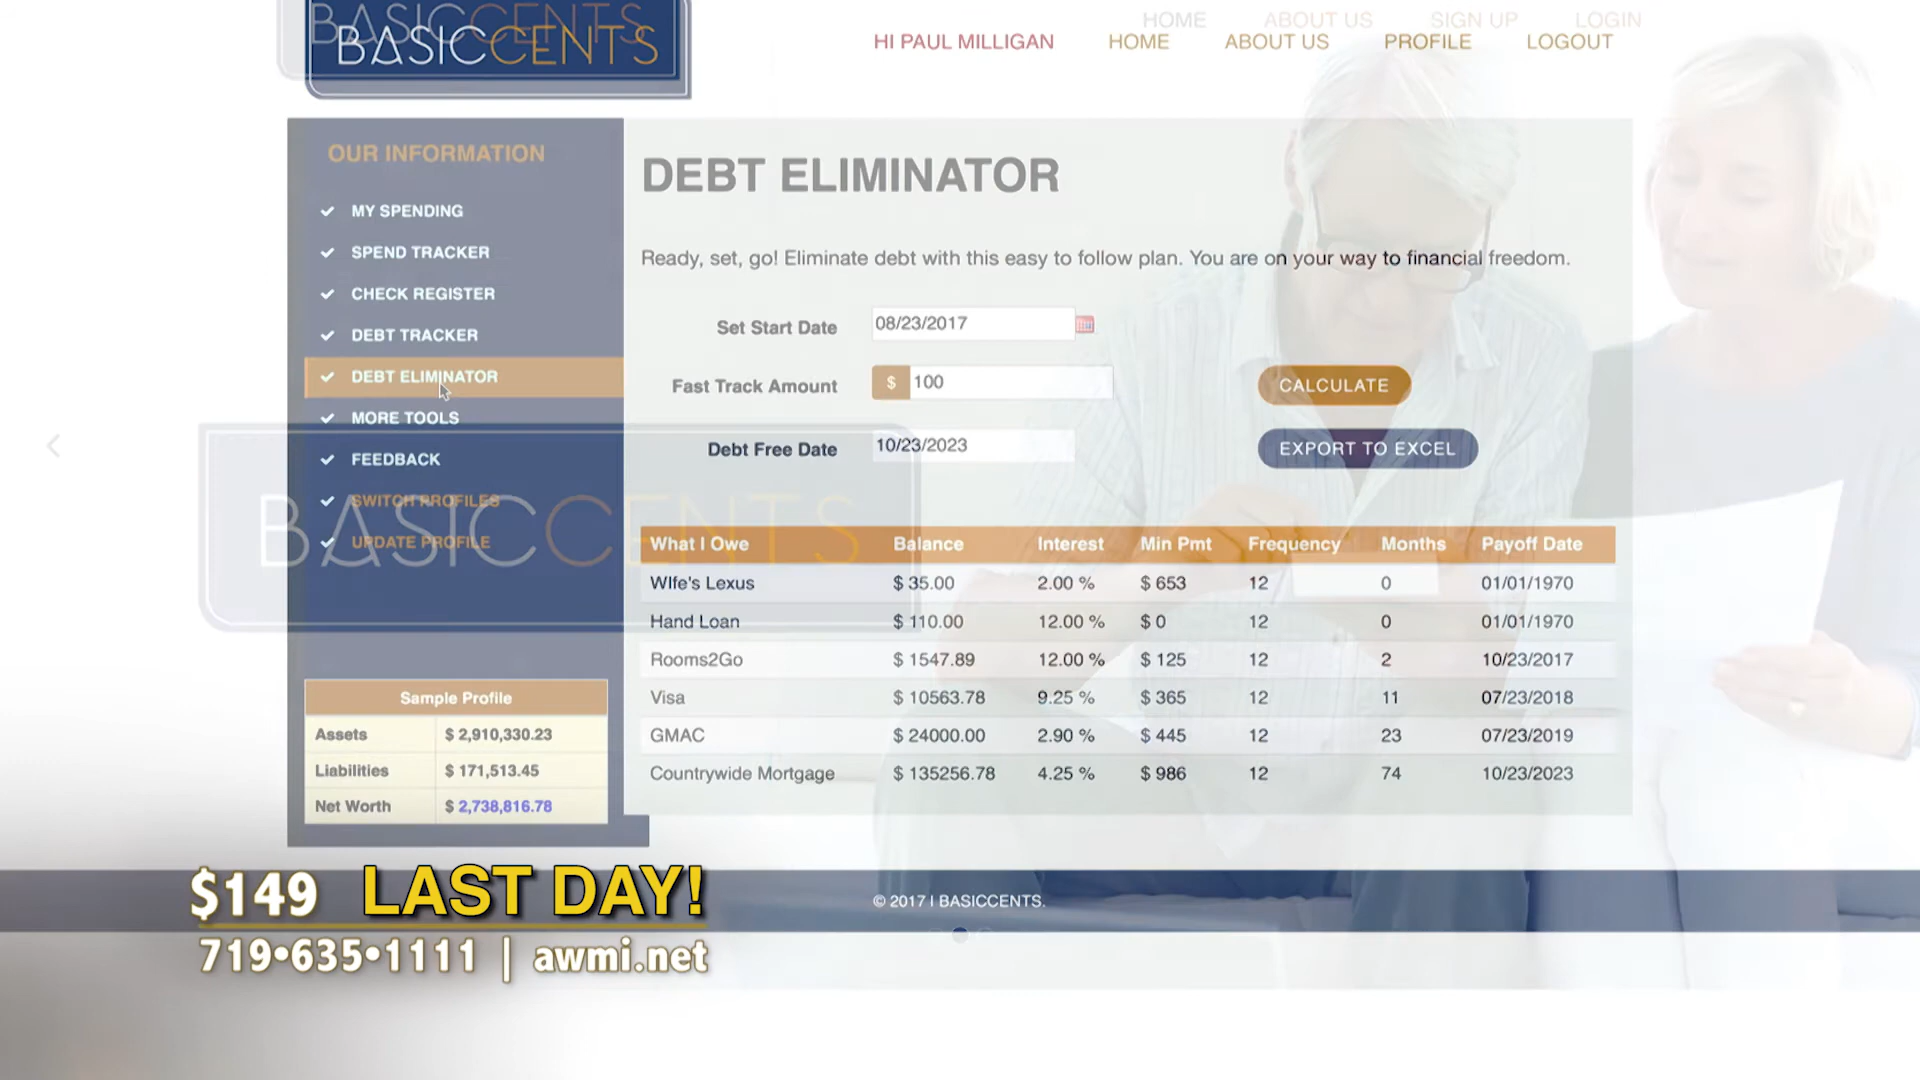 BASICCENTS
BASICCENTS
HOME ABOUT US SIGN UP LOGIN
HI PAUL MILLIGAN HOME ABOUT US PROFILE LOGOUT
OUR INFORMATION
MY SPENDING
SPEND TRACKER
CHECK REGISTER
DEBT TRACKER
DEBT ELIMINATOR
MORE TOOLS
FEEDBACK
SWITCH PROFILES
UPDATE PROFILE
BASICCENTS
Sample Profile
Assets $ 2,910,330.23
Liabilities $ 171,513.45
Net Worth $ 2,738,816.78
DEBT ELIMINATOR
Ready, set, go! Eliminate debt with this easy to follow plan. You are on your way to financial freedom.
Set Start Date 08/23/2017
Fast Track Amount $ 100 CALCULATE
Debt Free Date 10/23/2023 EXPORT TO EXCEL
What I Owe Balance Interest Min Pmt Frequency Months Payoff Date
WIfe's Lexus $ 35.00 2.00 % $ 653 12 0 01/01/1970
Hand Loan $ 110.00 12.00 % $ 0 12 0 01/01/1970
Rooms2Go $ 1547.89 12.00 % $ 125 12 2 10/23/2017
Visa $ 10563.78 9.25 % $ 365 12 11 07/23/2018
GMAC $ 24000.00 2.90 % $ 445 12 23 07/23/2019
Countrywide Mortgage $ 135256.78 4.25 % $ 986 12 74 10/23/2023
$149 LAST DAY!
719•635•1111 | awmi.net
© 2017 | BASICCENTS.